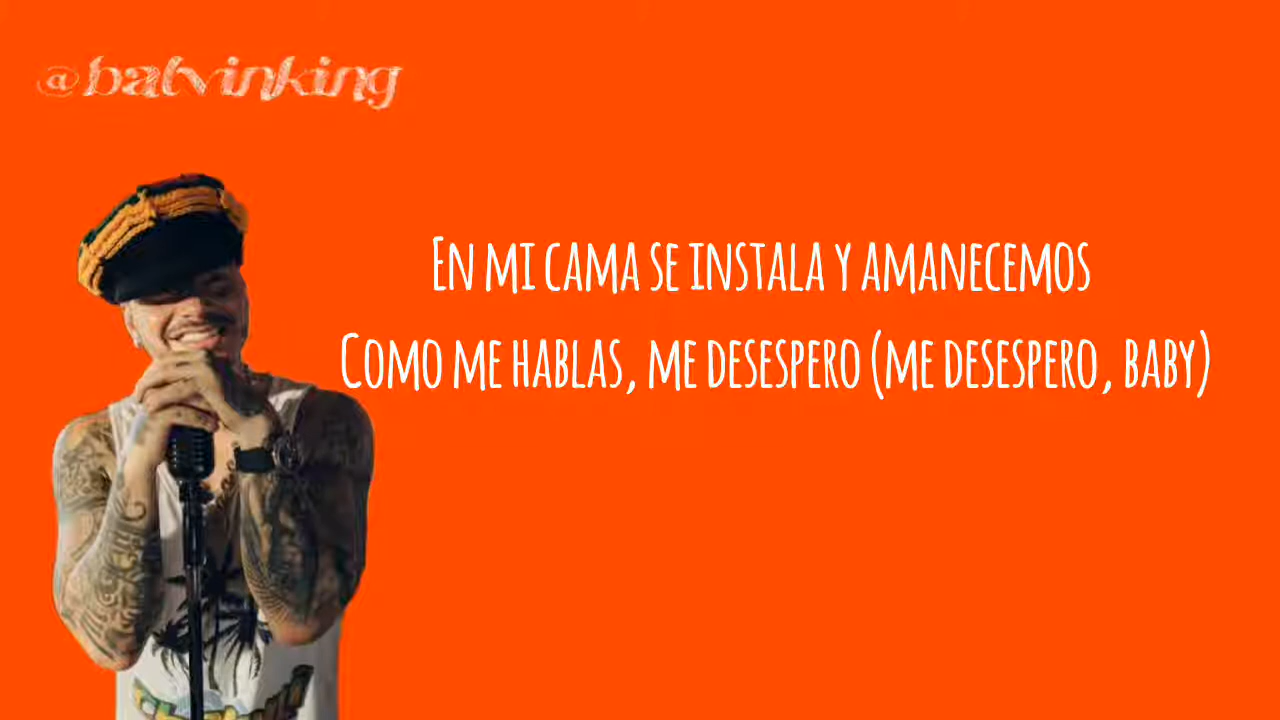 @balvinking
En mi cama se instala y amanecemos
Como me hablas, me desespero (me desespero, baby)